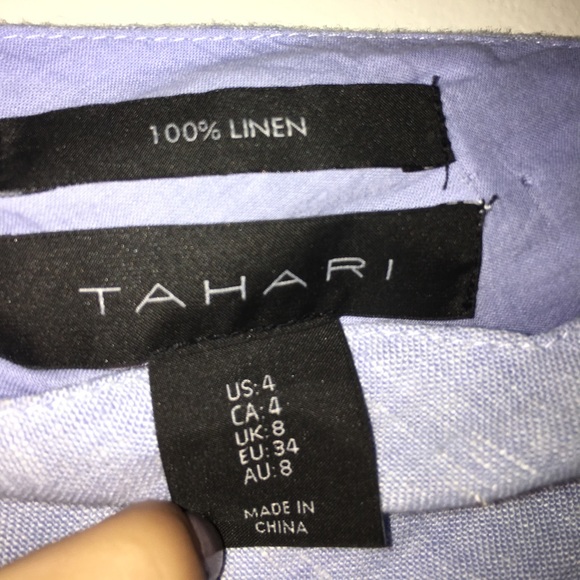 100% LINEN
TAHARI
US: 4
CA: 4
UK: 8
EU: 34
AU: 8
MADE IN
CHINA